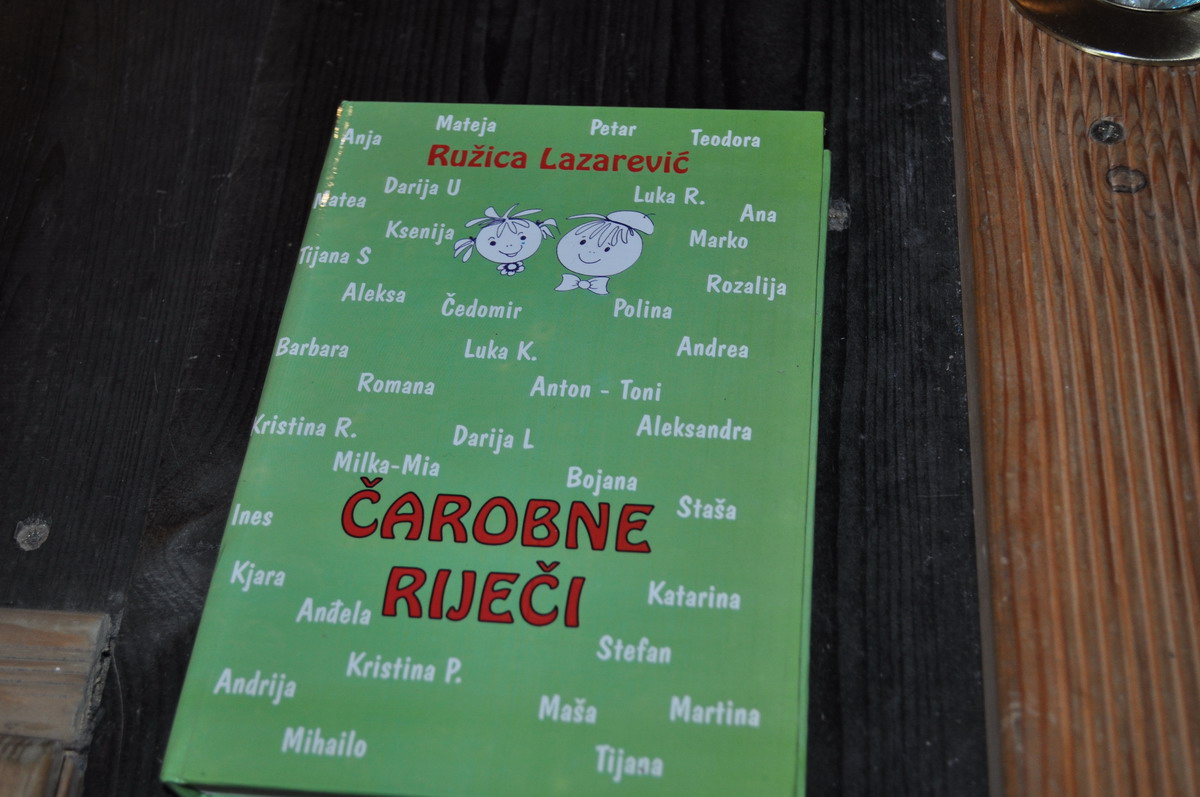 Mateja
Petar
Anja
Teodora
Ružica Lazarević
Darija U
Luka R.
Matea
Ana
Ksenija
Marko
Tijana S
Rozalija
Aleksa
Čedomir
Polina
Barbara
Luka K.
Andrea
Romana
Anton - Toni
Kristina R.
Darija L
Aleksandra
Milka-Mia
Bojana
Staša
ČAROBNE
Ines
RIJEČI
Kjara
Katarina
Anđela
Stefan
Kristina P.
Andrija
Maša
Martina
Mihailo
Tijana